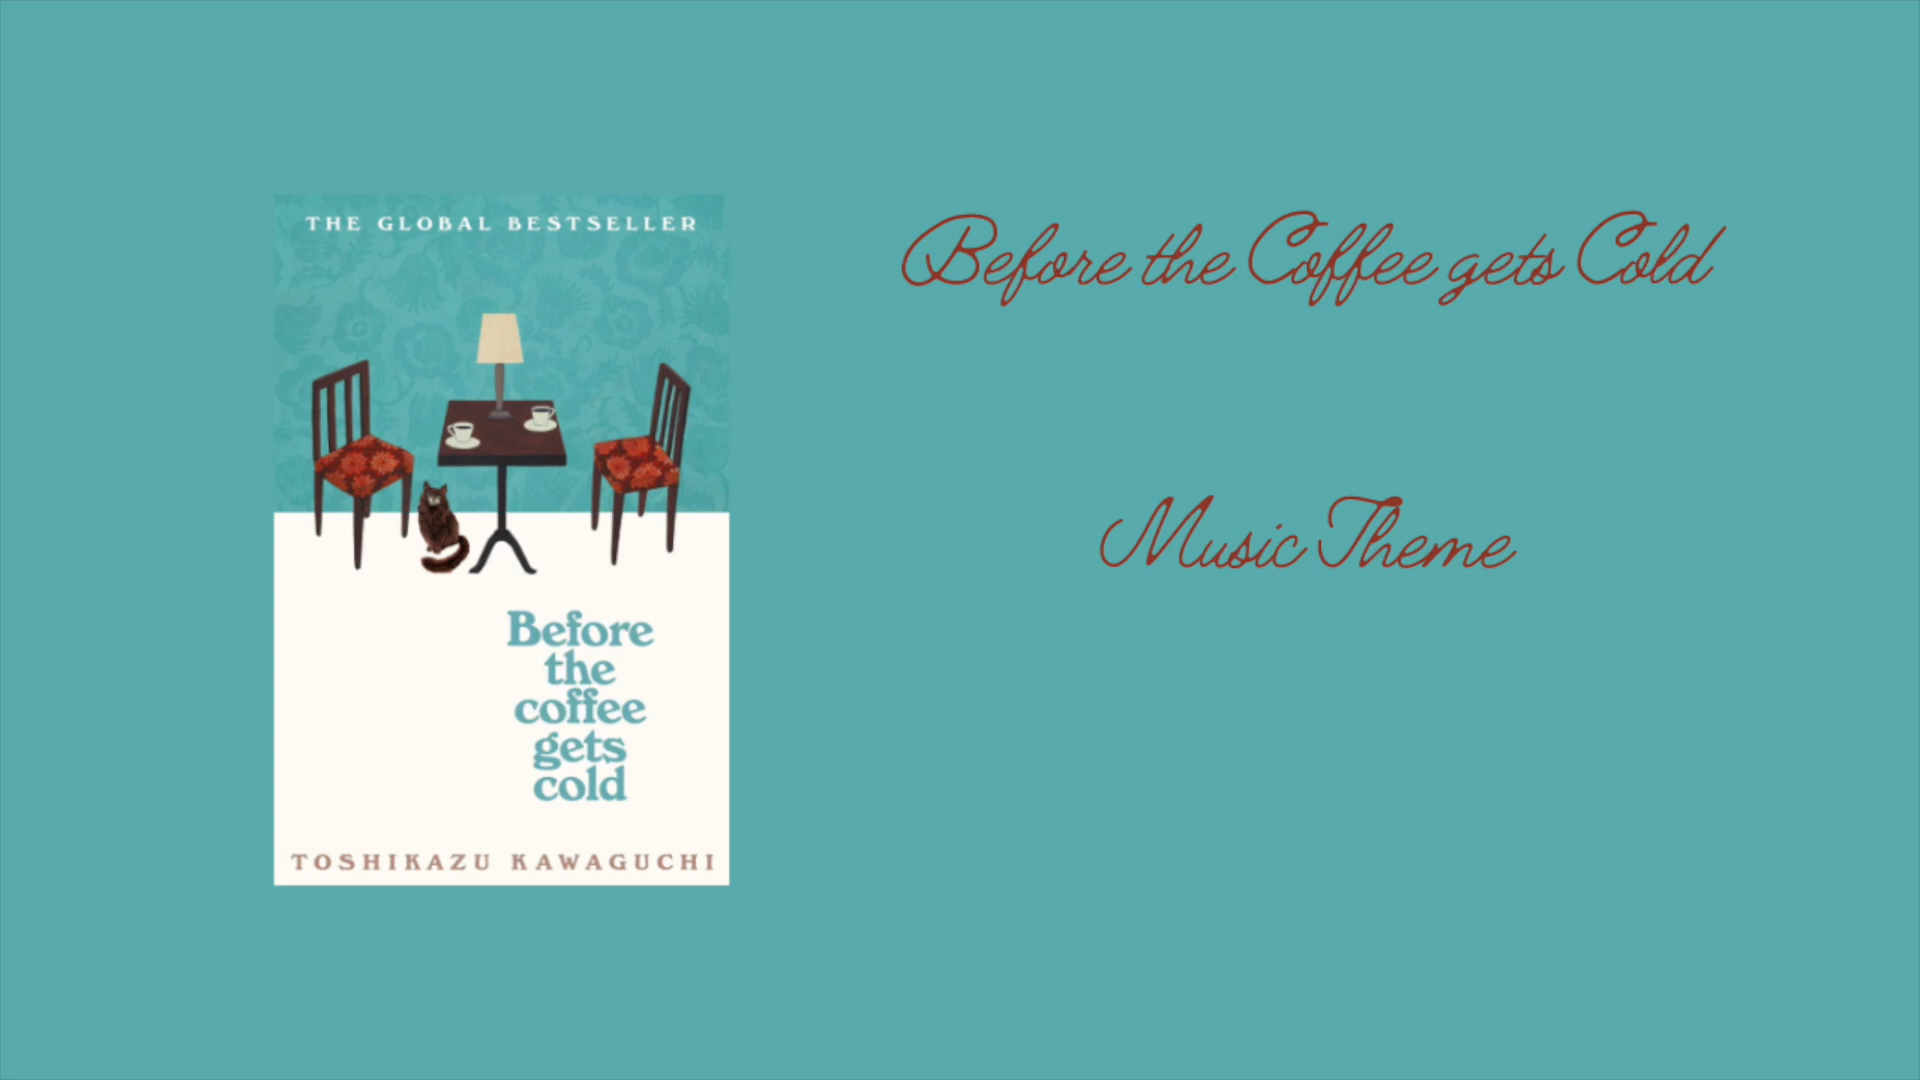 THE GLOBAL BESTSELLER
Before
the
coffee
gets
cold
TOSHIKAZU KAWAGUCHI
Before the Coffee gets Cold
Music Theme